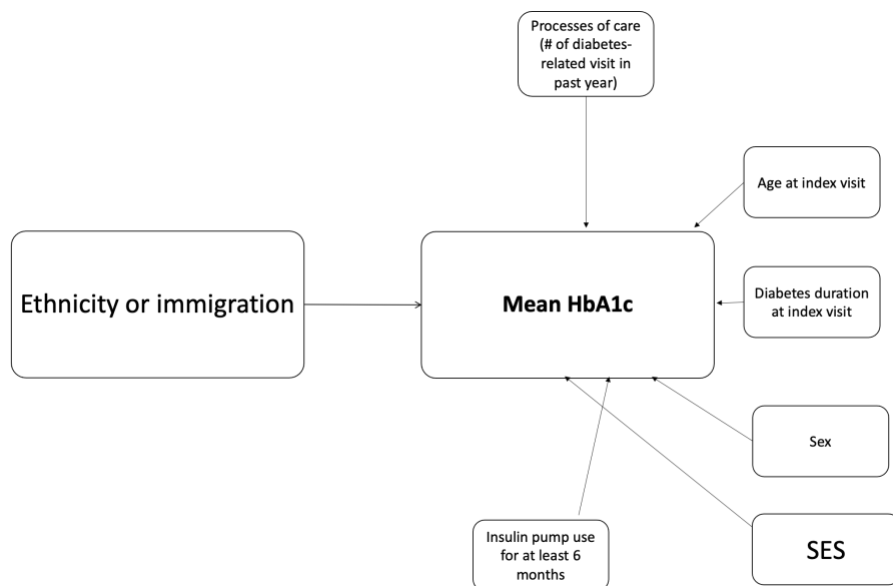 Processes of care
(# of diabetes-
related visit in
past year)
Age at index visit
Ethnicity or immigration
Mean HbA1c
Diabetes duration
at index visit
Sex
Insulin pump use
for at least 6
months
SES